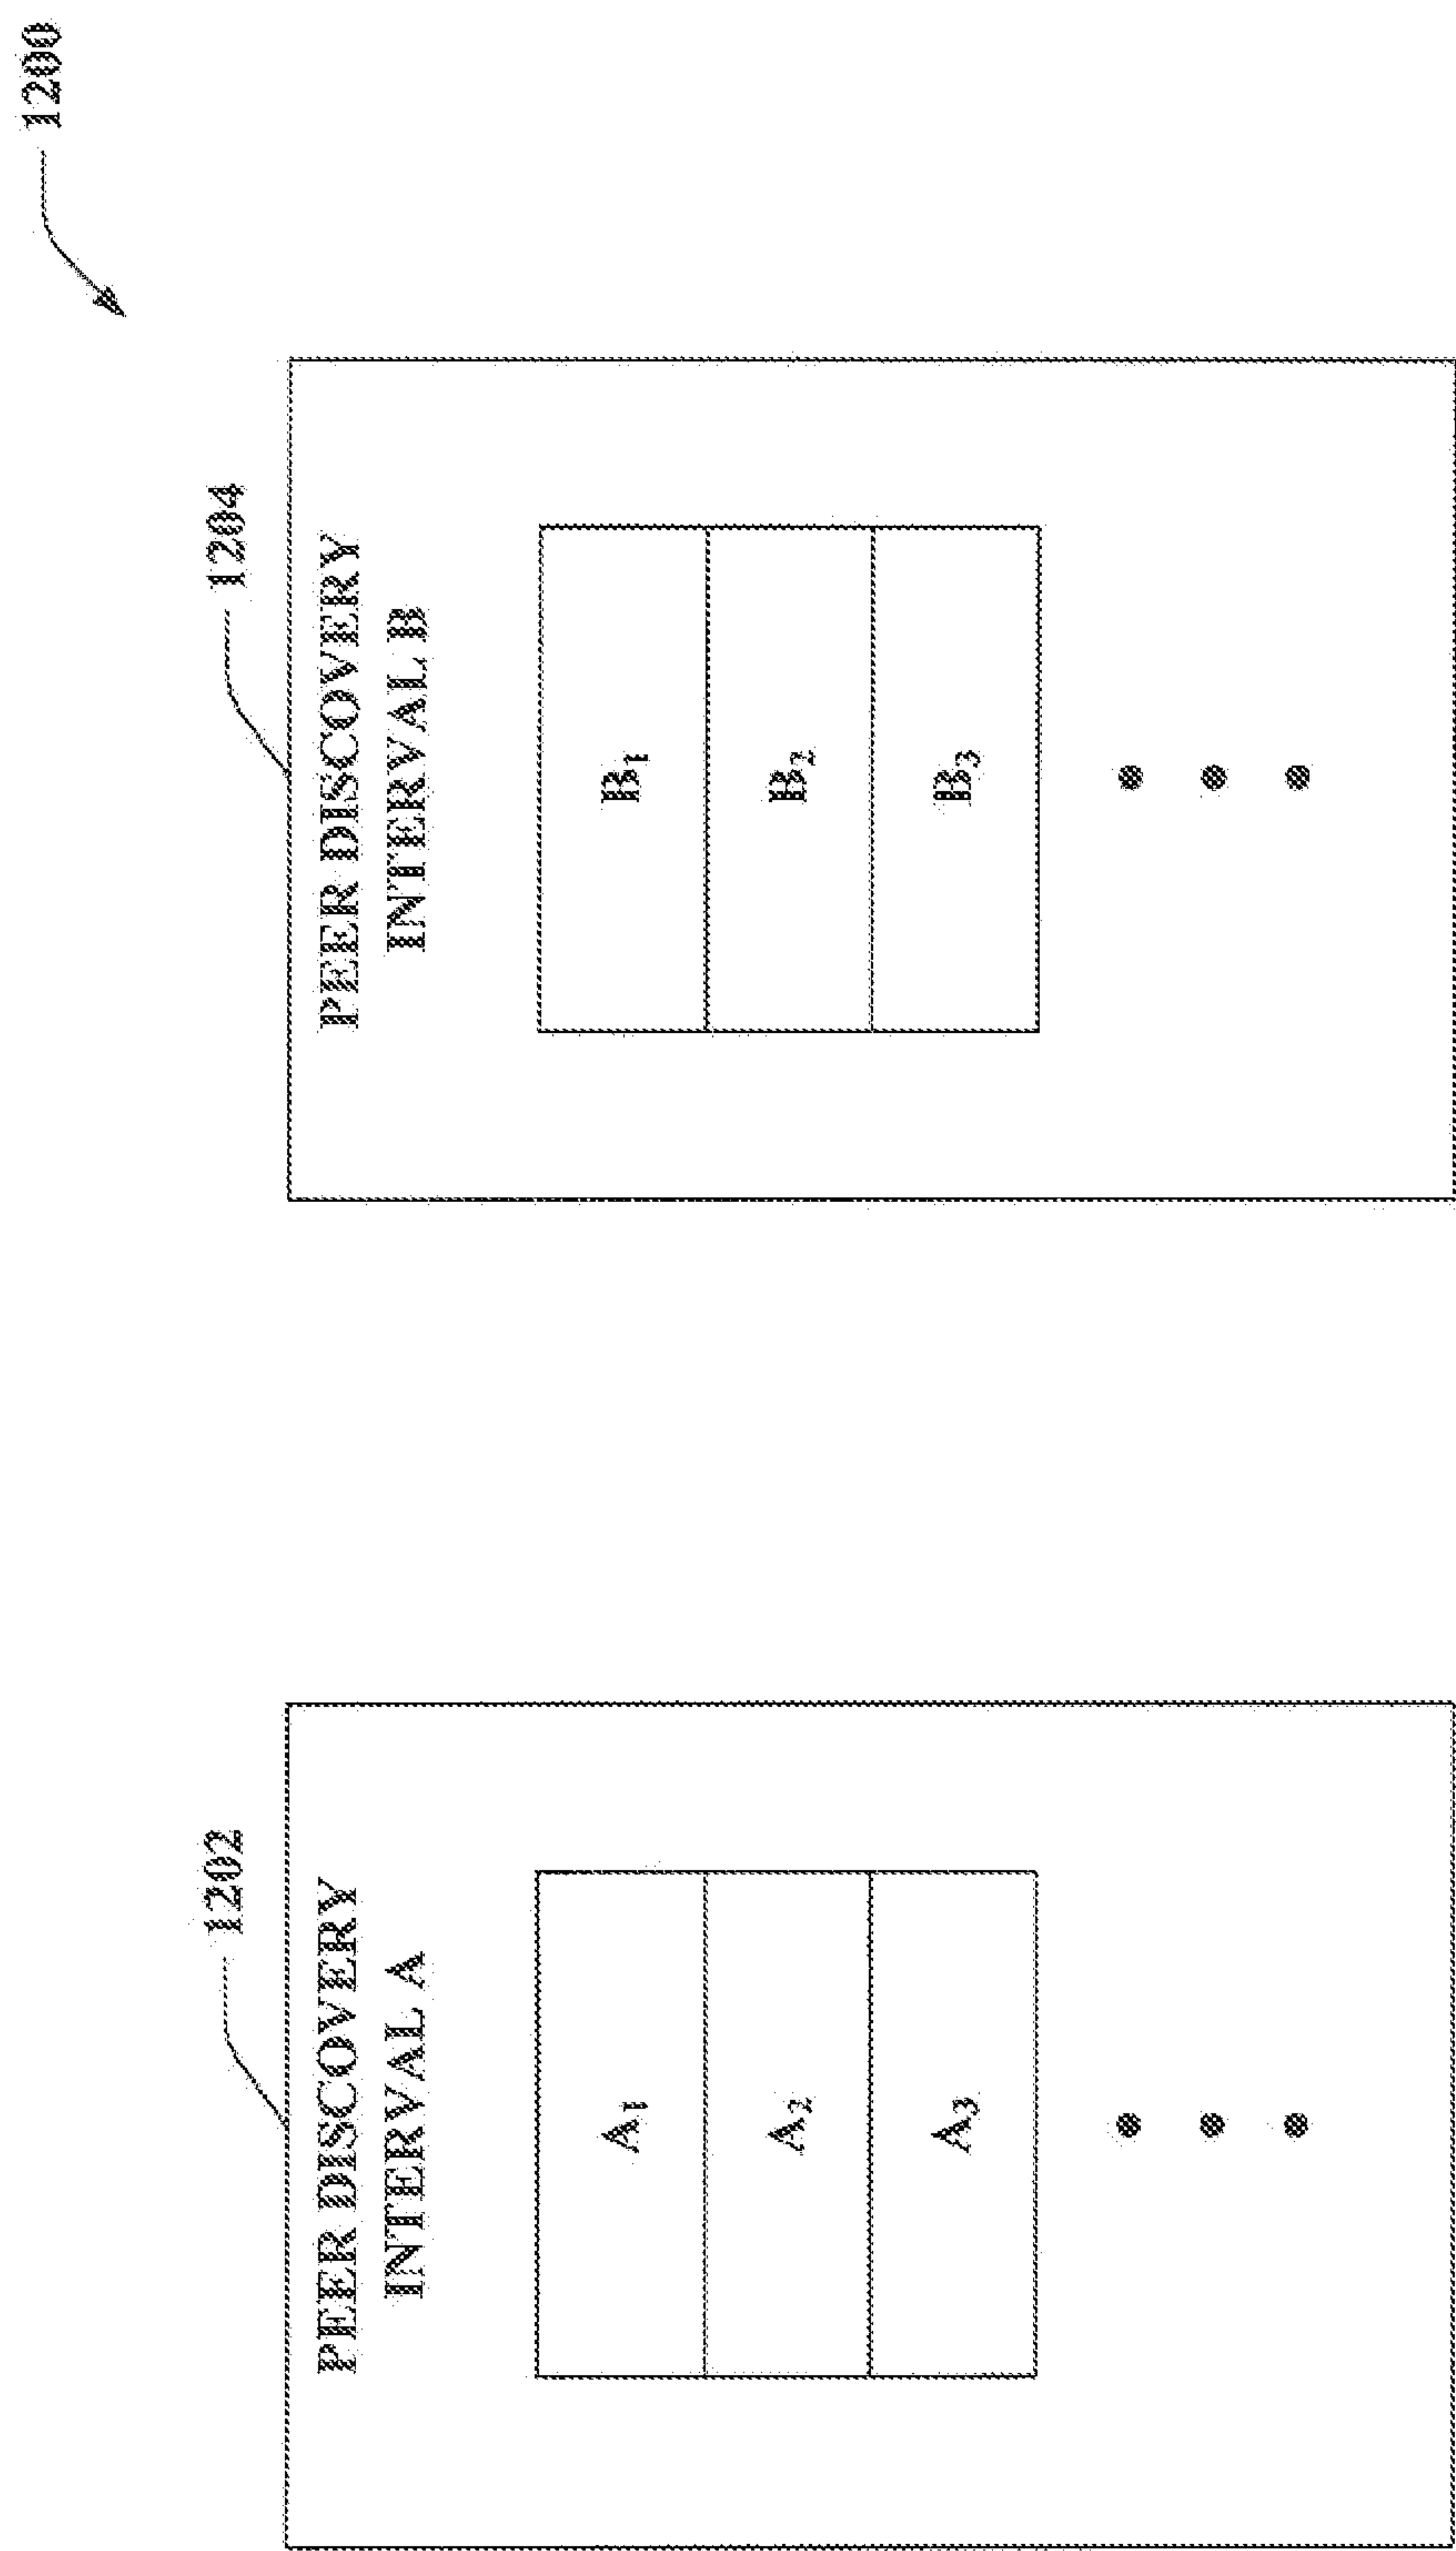 1200
1202
PEER DISCOVERY
INTERVAL A
A₁
A₂
A₃
1204
PEER DISCOVERY
INTERVAL B
B₁
B₂
B₃